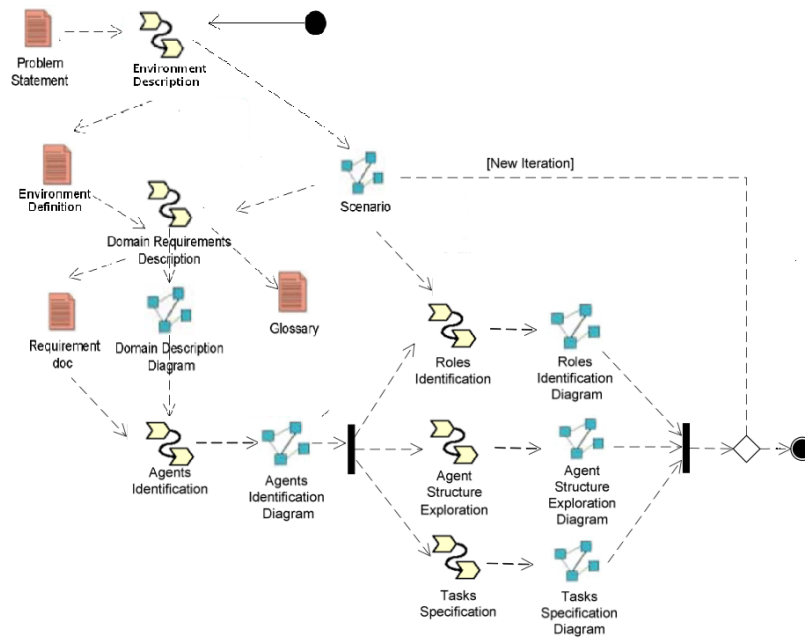 Problem
Statement
Environment
Description
[New Iteration]
Environment
Definition
Scenario
Domain Requirements
Description
Requirement
doc
Domain Description
Diagram
Glossary
Roles
Identification
Roles
Identification
Diagram
Agents
Identification
Agents
Identification
Diagram
Agent
Structure
Exploration
Agent
Structure
Exploration
Diagram
Tasks
Specification
Tasks
Specification
Diagram